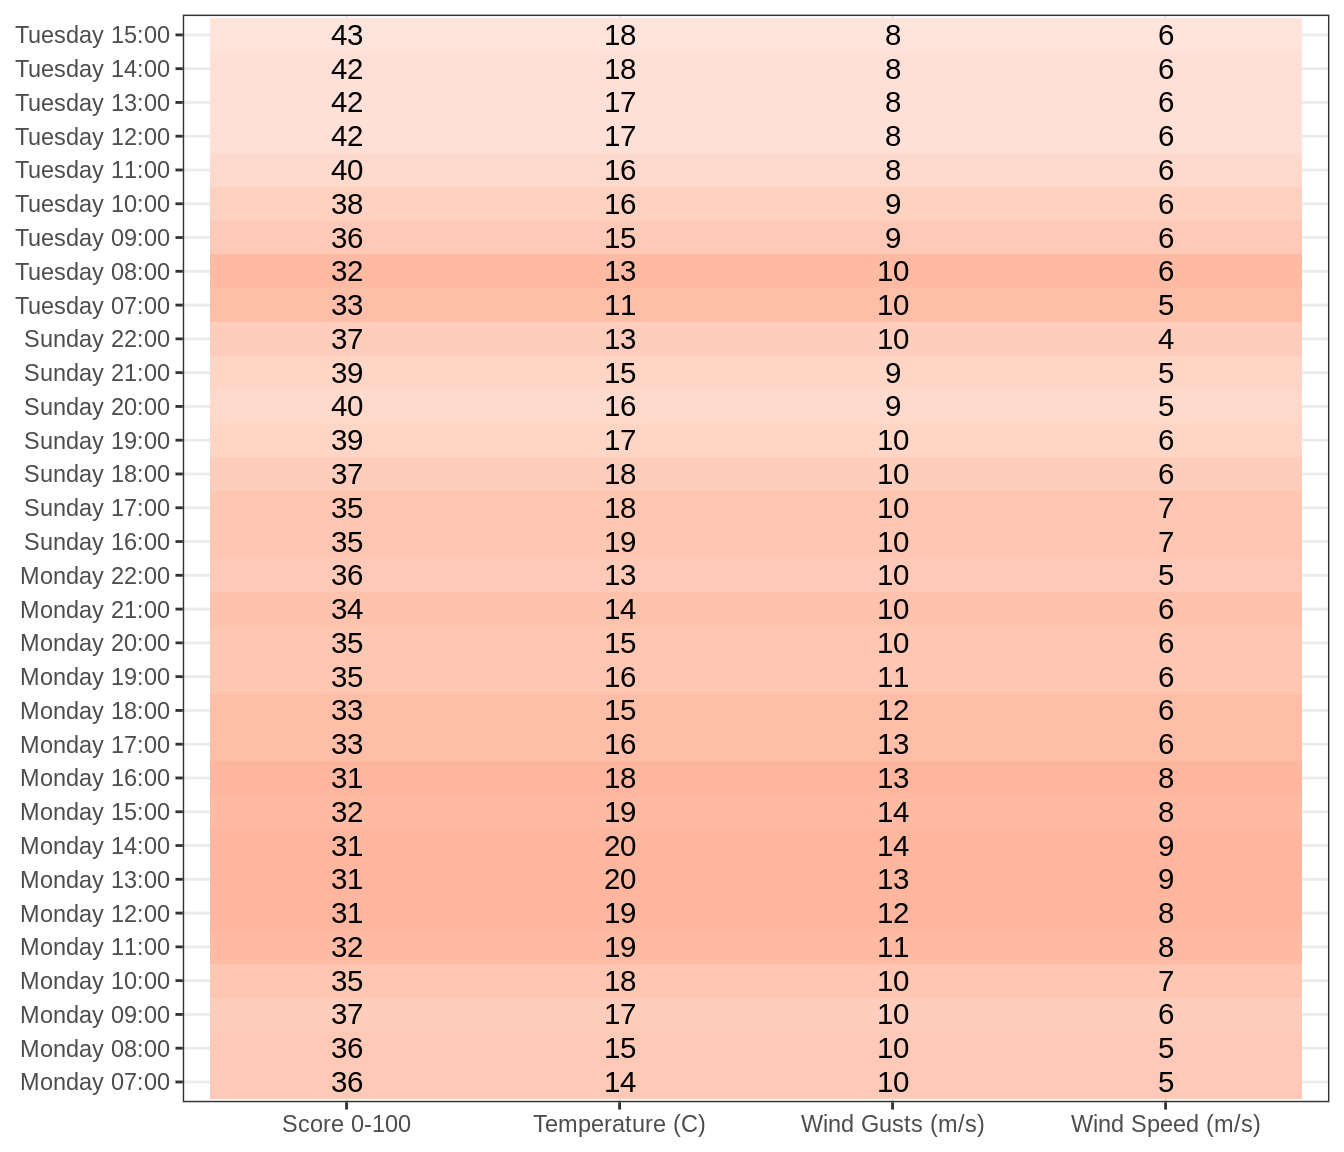 Tuesday 15:00 43 18 8 6
Tuesday 14:00 42 18 8 6
Tuesday 13:00 42 17 8 6
Tuesday 12:00 42 17 8 6
Tuesday 11:00 40 16 8 6
Tuesday 10:00 38 16 9 6
Tuesday 09:00 36 15 9 6
Tuesday 08:00 32 13 10 6
Tuesday 07:00 33 11 10 5
Sunday 22:00 37 13 10 4
Sunday 21:00 39 15 9 5
Sunday 20:00 40 16 9 5
Sunday 19:00 39 17 10 6
Sunday 18:00 37 18 10 6
Sunday 17:00 35 18 10 7
Sunday 16:00 35 19 10 7
Monday 22:00 36 13 10 5
Monday 21:00 34 14 10 6
Monday 20:00 35 15 10 6
Monday 19:00 35 16 11 6
Monday 18:00 33 15 12 6
Monday 17:00 33 16 13 6
Monday 16:00 31 18 13 8
Monday 15:00 32 19 14 8
Monday 14:00 31 20 14 9
Monday 13:00 31 20 13 9
Monday 12:00 31 19 12 8
Monday 11:00 32 19 11 8
Monday 10:00 35 18 10 7
Monday 09:00 37 17 10 6
Monday 08:00 36 15 10 5
Monday 07:00 36 14 10 5
Score 0-100 Temperature (C) Wind Gusts (m/s) Wind Speed (m/s)